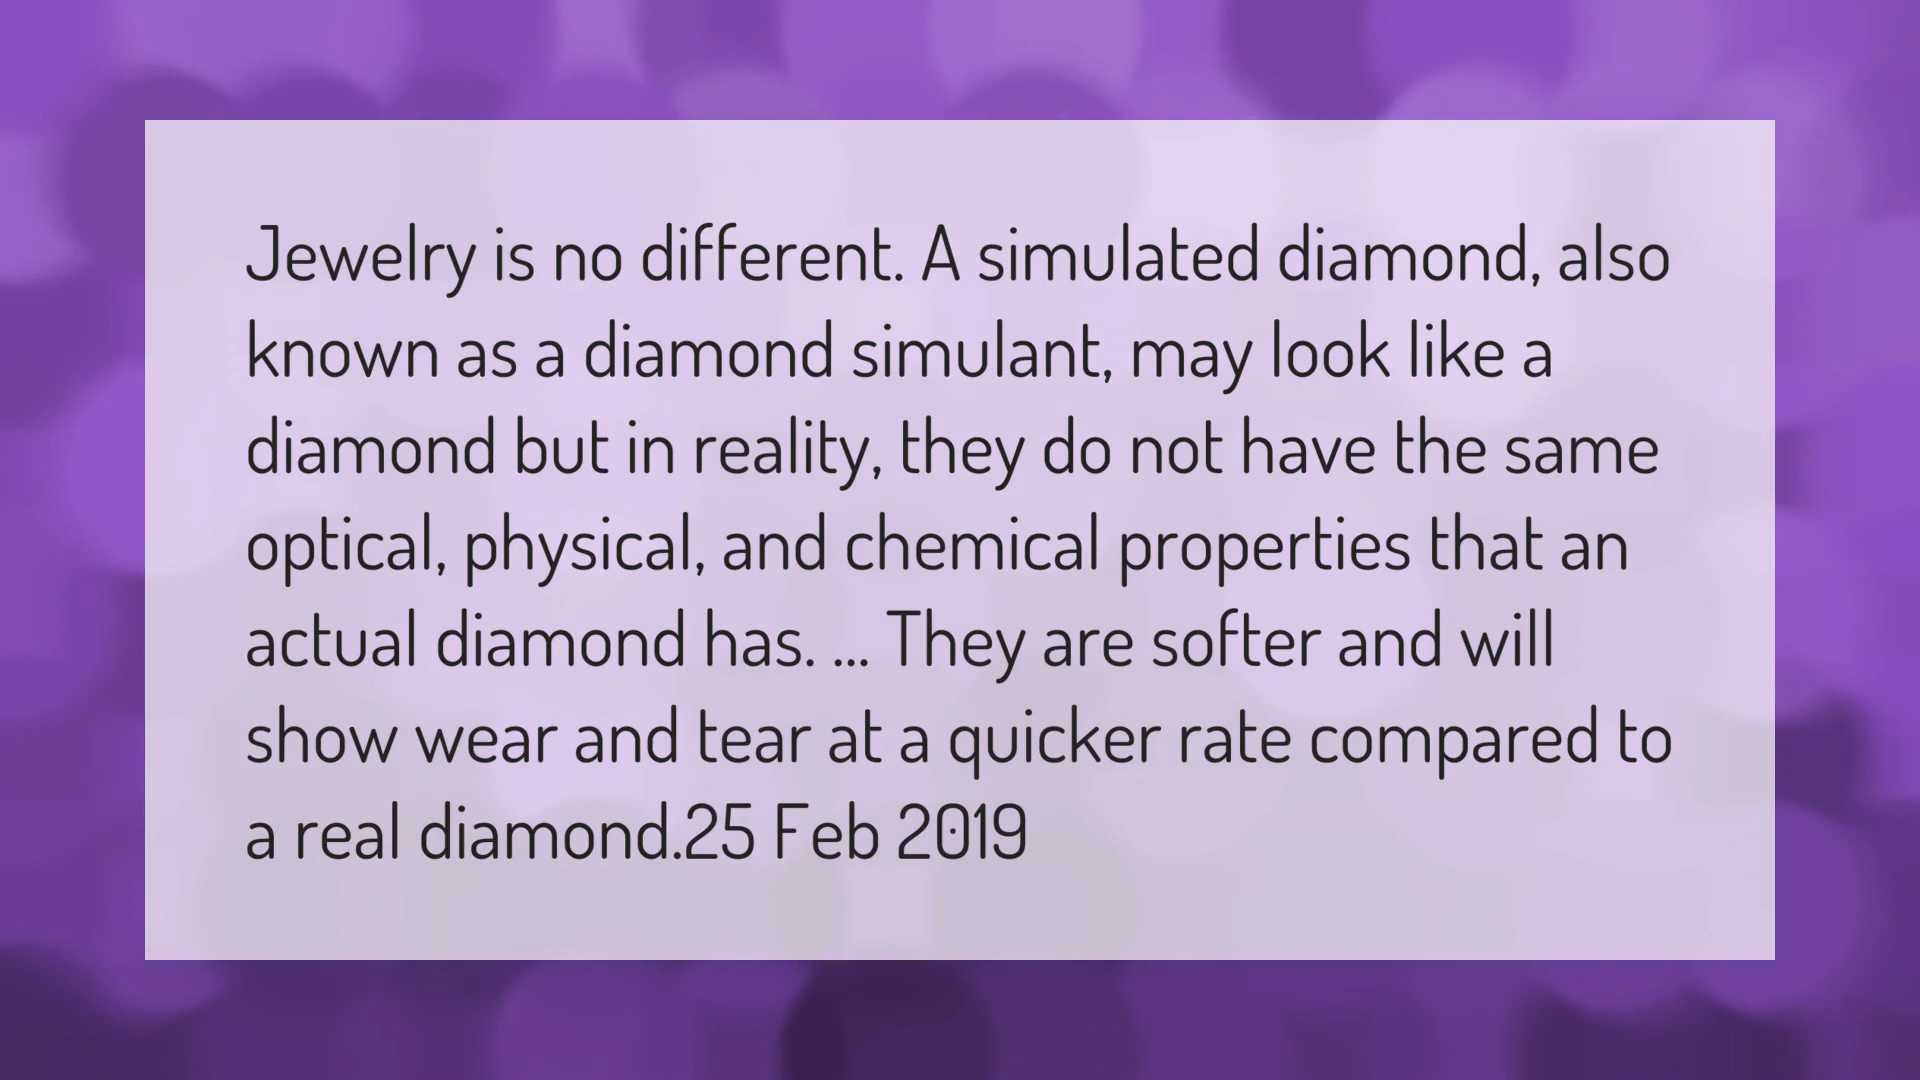 Jewelry is no different. A simulated diamond, also
known as a diamond simulant, may look like a
diamond but in reality, they do not have the same
optical, physical, and chemical properties that an
actual diamond has. ... They are softer and will
show wear and tear at a quicker rate compared to
a real diamond.25 Feb 2019